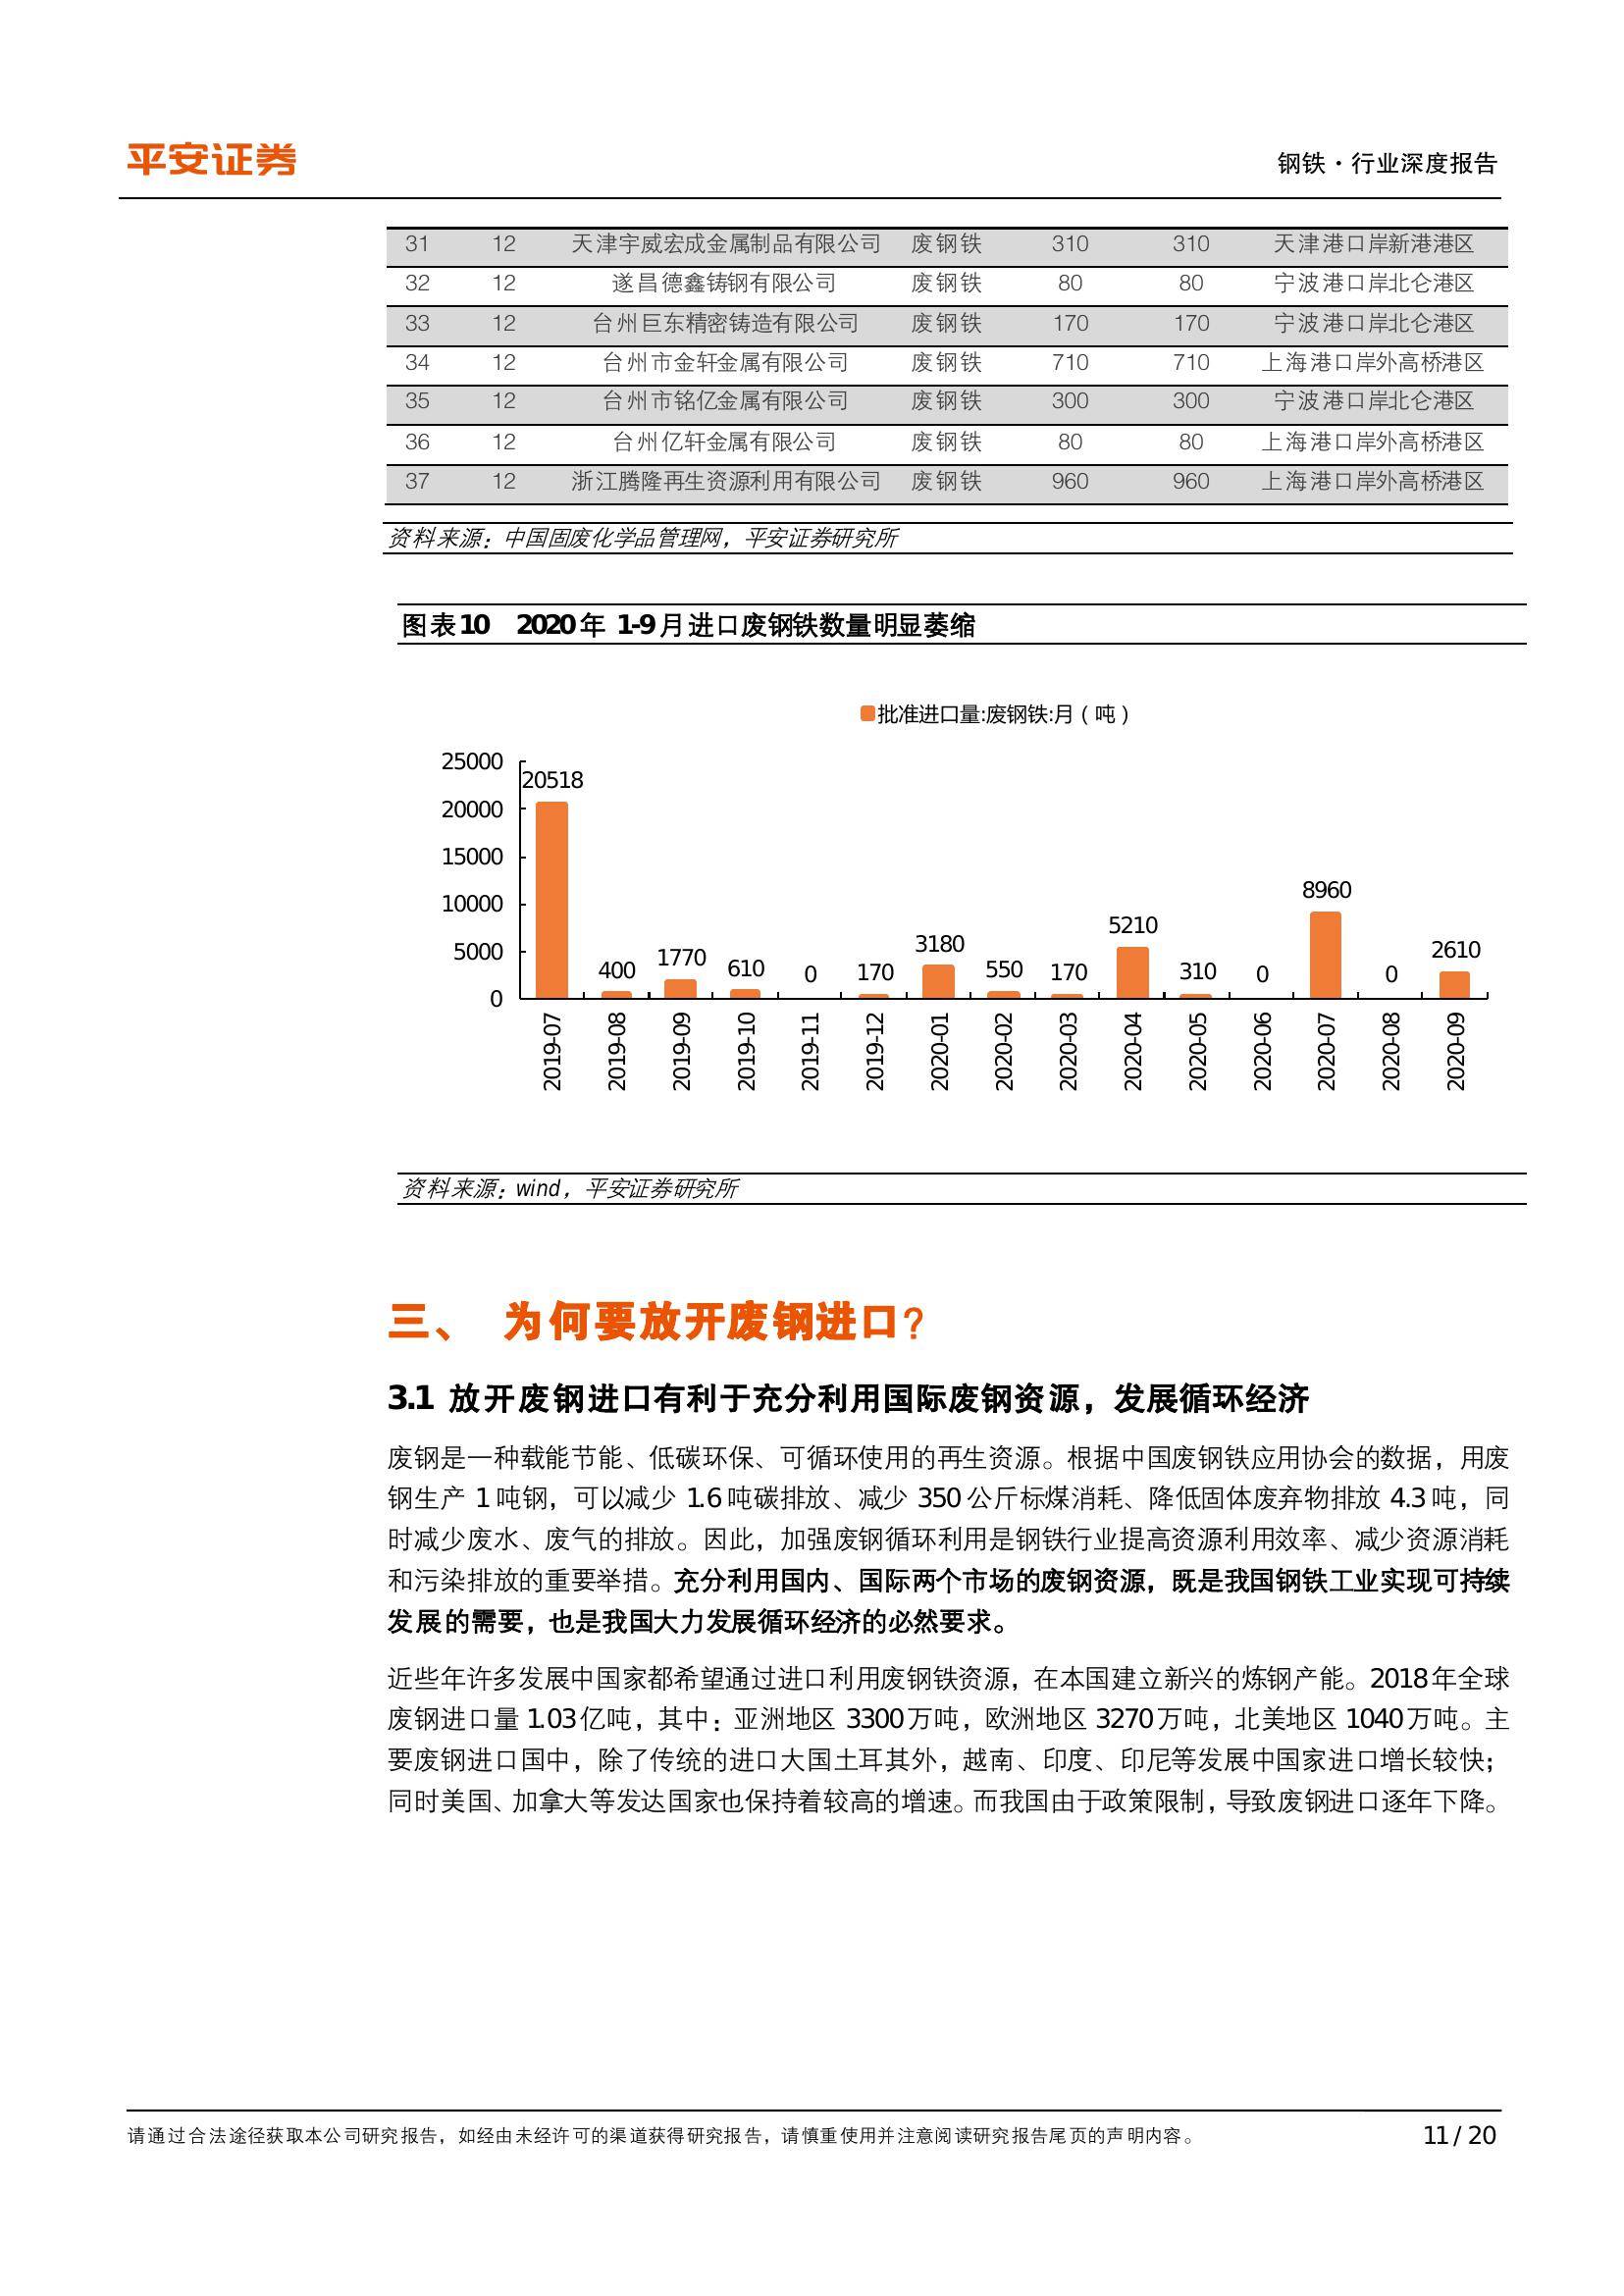 平安证券
钢铁·行业深度报告
31 12 天津宇威宏成金属制品有限公司 废钢铁 310 310 天津港口岸新港港区
32 12 遂昌德鑫铸钢有限公司 废钢铁 80 80 宁波港口岸北仑港区
33 12 台州巨东精密铸造有限公司 废钢铁 170 170 宁波港口岸北仑港区
34 12 台州市金轩金属有限公司 废钢铁 710 710 上海港口岸外高桥港区
35 12 台州市铭亿金属有限公司 废钢铁 300 300 宁波港口岸北仑港区
36 12 台州亿轩金属有限公司 废钢铁 80 80 上海港口岸外高桥港区
37 12 浙江腾隆再生资源利用有限公司 废钢铁 960 960 上海港口岸外高桥港区
资料来源：中国固废化学品管理网，平安证券研究所
图表10 2020年 1-9月进口废钢铁数量明显萎缩
批准进口量:废钢铁:月（吨）
25000
20000
15000
10000
5000
0
20518 400 1770 610 0 170 3180 550 170 5210 310 0 8960 0 2610
2019-07 2019-08 2019-09 2019-10 2019-11 2019-12 2020-01 2020-02 2020-03 2020-04 2020-05 2020-06 2020-07 2020-08 2020-09
资料来源：wind，平安证券研究所
三、 为何要放开废钢进口？
3.1 放开废钢进口有利于充分利用国际废钢资源，发展循环经济
废钢是一种载能节能、低碳环保、可循环使用的再生资源。根据中国废钢铁应用协会的数据，用废
钢生产 1 吨钢，可以减少 1.6 吨碳排放、减少 350 公斤标煤消耗、降低固体废弃物排放 4.3 吨，同
时减少废水、废气的排放。因此，加强废钢循环利用是钢铁行业提高资源利用效率、减少资源消耗
和污染排放的重要举措。充分利用国内、国际两个市场的废钢资源，既是我国钢铁工业实现可持续
发展的需要，也是我国大力发展循环经济的必然要求。
近些年许多发展中国家都希望通过进口利用废钢铁资源，在本国建立新兴的炼钢产能。2018年全球
废钢进口量 1.03亿吨，其中：亚洲地区 3300万吨，欧洲地区 3270万吨，北美地区 1040万吨。主
要废钢进口国中，除了传统的进口大国土耳其外，越南、印度、印尼等发展中国家进口增长较快；
同时美国、加拿大等发达国家也保持着较高的增速。而我国由于政策限制，导致废钢进口逐年下降。
请通过合法途径获取本公司研究报告，如经由未经许可的渠道获得研究报告，请慎重使用并注意阅读研究报告尾页的声明内容。
11 / 20